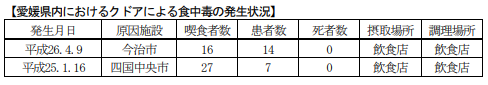 【愛媛県内におけるクドアによる食中毒の発生状況】
発生月日 原因施設 喫食者数 患者数 死者数 摂取場所 調理場所
平成26.4.9 今治市 16 14 0 飲食店 飲食店
平成25.1.16 四国中央市 27 7 0 飲食店 飲食店